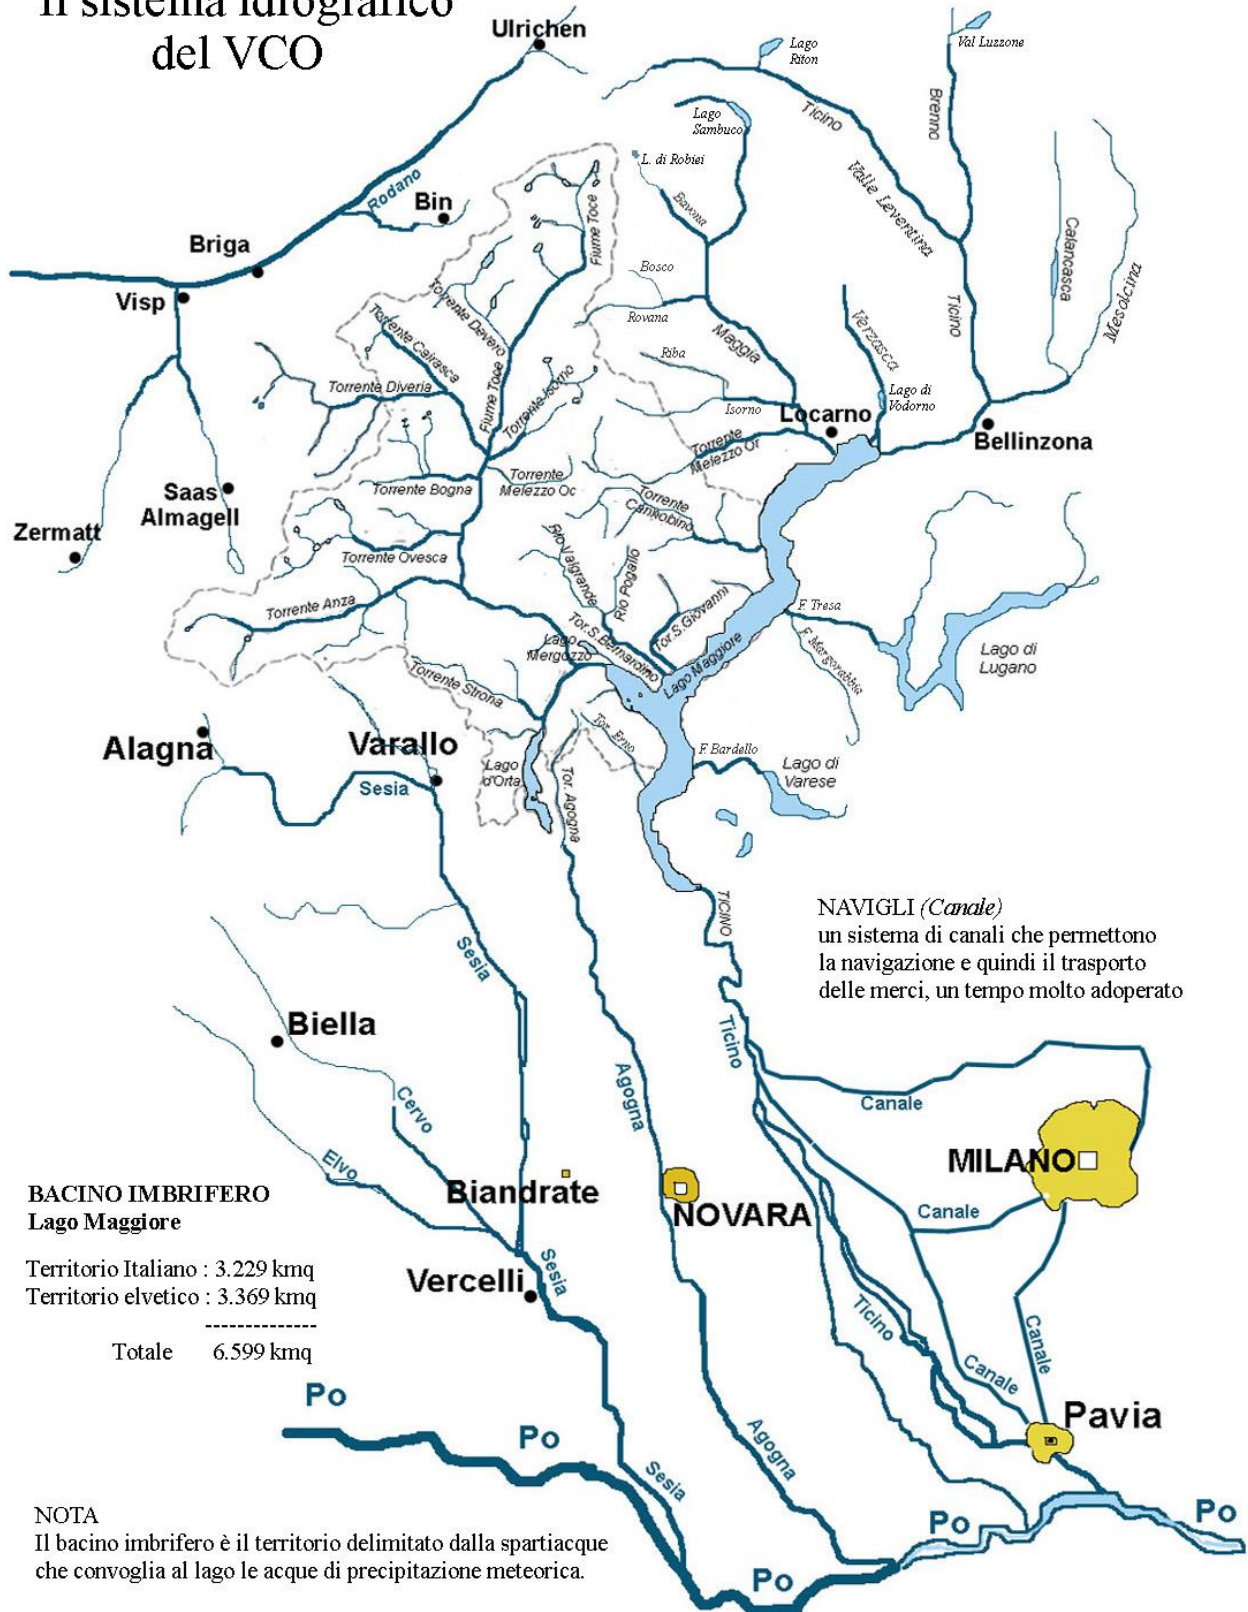 Il sistema idrografico
del VCO
Ulrichen
Lago
Riton
Val Luzzone
Lago
Sambuco
Ticino
Brenno
L. di Robiei
Rodano
Bavona
Valle Leventina
Bin
Fiume Toce
Calancasca
Briga
Bosco
Mesolcina
Visp
Torrente Devero
Rovana
Ticino
Torrente Cairasca
Maggia
Verzasca
Riba
Torrente Diveria
Fiume Toce
Torrente Isorno
Isorno
Lago di
Vodorno
Locarno
Bellinzona
Torrente
Melezzo Or
Torrente Bogna
Torrente
Melezzo Oc
Saas
Almagell
Torrente
Cannobino
Zermatt
Torrente Ovesca
Rio Valgrande
Rio Pogallo
Torrente Anza
Tor.S.Bernardino
Tor.S.Giovanni
F. Tresa
Lago
Mergozzo
Lago Maggiore
F. Margorabbia
Lago di
Lugano
Torrente Strona
Alagna
Varallo
Tor. Erno
F. Bardello
Lago di
Varese
Sesia
Lago
d'Orta
Tor. Agogna
TICINO
NAVIGLI (Canale)
un sistema di canali che permettono
la navigazione e quindi il trasporto
delle merci, un tempo molto adoperato
Sesia
Biella
Ticino
Cervo
Agogna
Canale
MILANO
Elvo
BACINO IMBRIFERO
Lago Maggiore
Biandrate
NOVARA
Canale
Territorio Italiano : 3.229 kmq
Territorio elvetico : 3.369 kmq
--------------
Totale 6.599 kmq
Vercelli
Sesia
Ticino
Canale
Canale
Po
Po
Pavia
Agogna
Sesia
NOTA
Il bacino imbrifero è il territorio delimitato dalla spartiacque
che convoglia al lago le acque di precipitazione meteorica.
Po
Po
Po